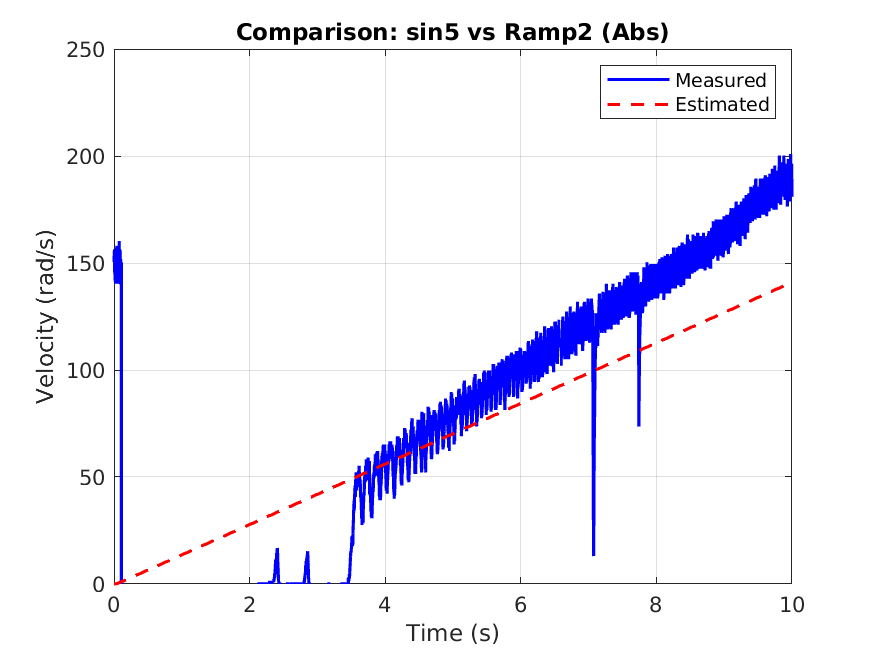 Comparison: sin5 vs Ramp2 (Abs)
250
200
150
100
50
0
Velocity (rad/s)
Measured
Estimated
0 2 4 6 8 10
Time (s)